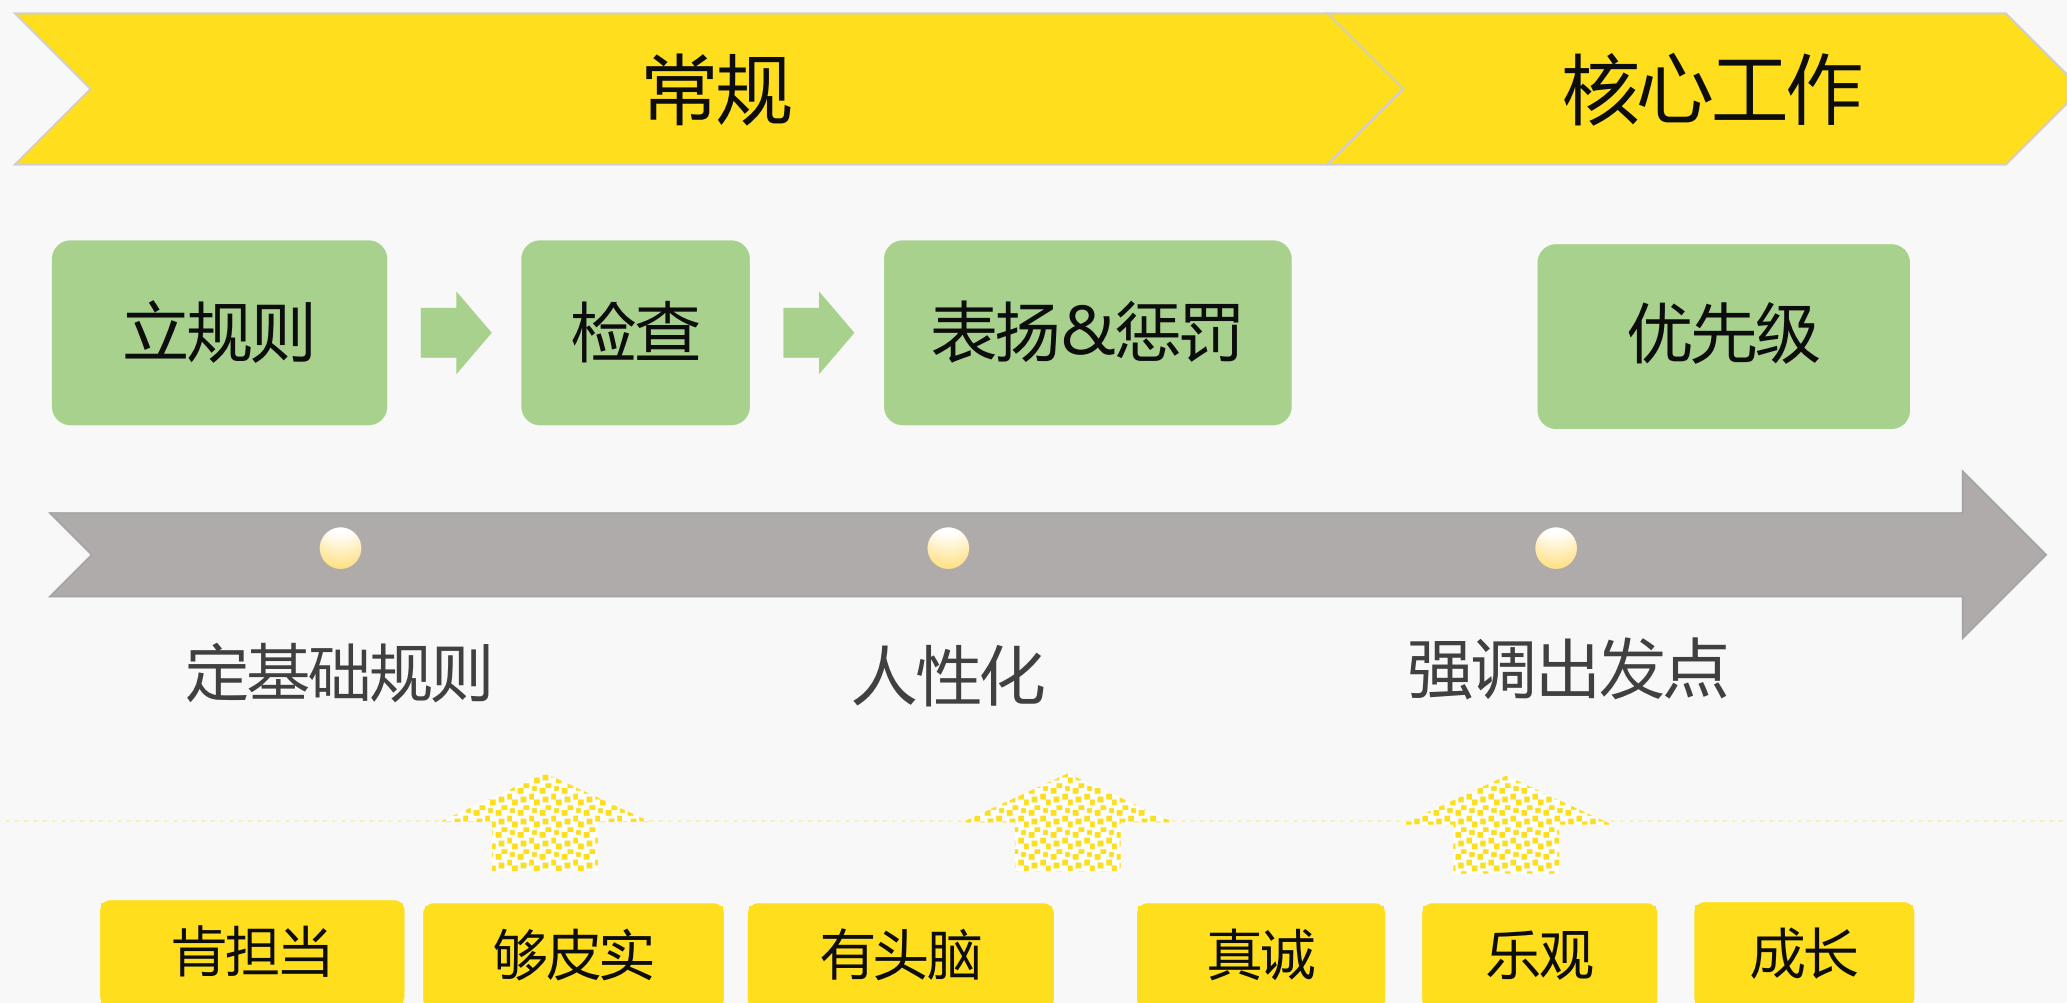 常规
核心工作
立规则
检查
表扬&惩罚
优先级
定基础规则
人性化
强调出发点
肯担当
够皮实
有头脑
真诚
乐观
成长